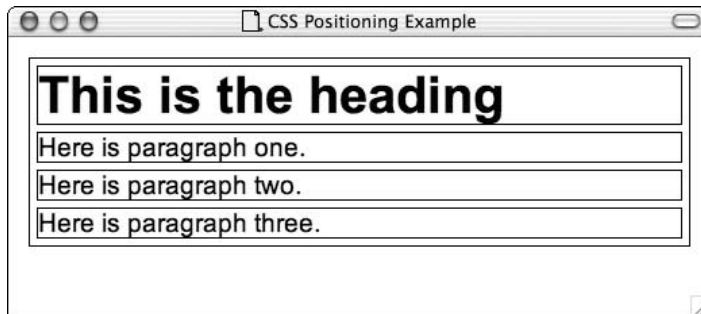 CSS Positioning Example
This is the heading
Here is paragraph one.
Here is paragraph two.
Here is paragraph three.